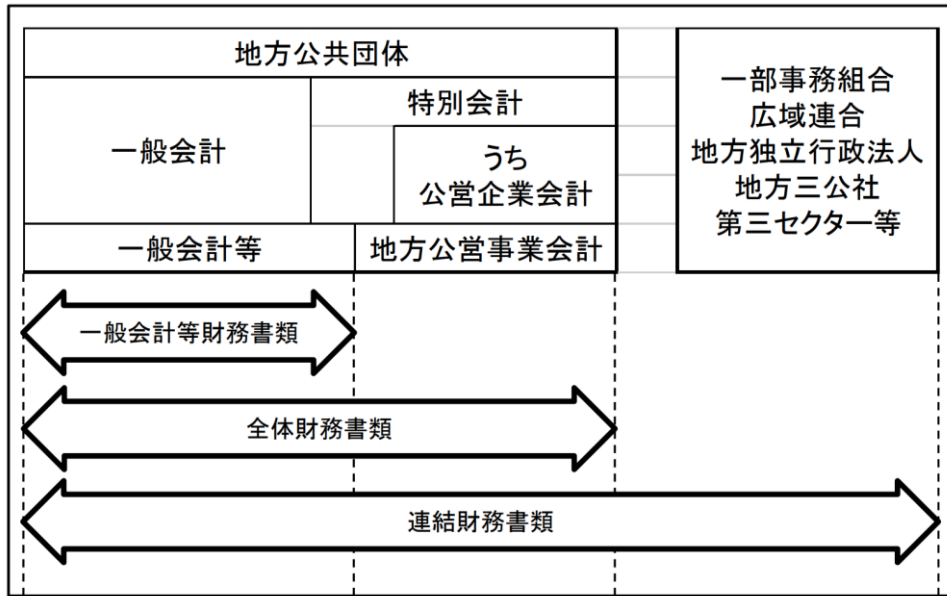 地方公共団体
一般会計
特別会計
うち
公営企業会計
一般会計等
地方公営事業会計
一部事務組合
広域連合
地方独立行政法人
地方三公社
第三セクター等
一般会計等財務書類
全体財務書類
連結財務書類